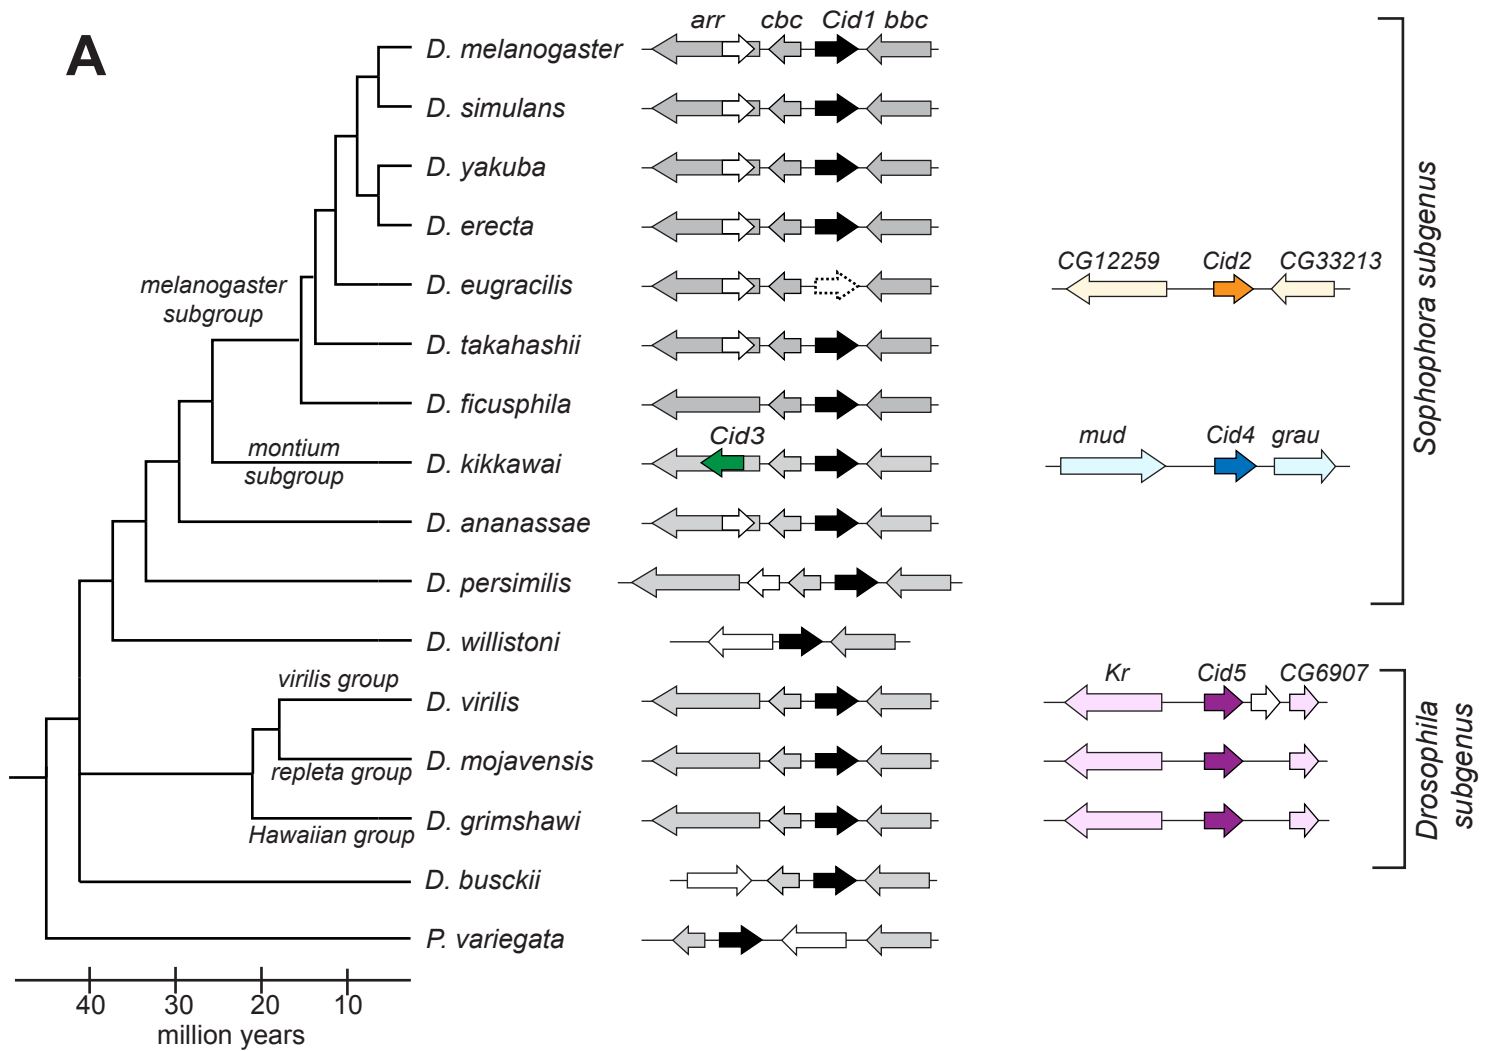 A
arr cbc Cid1 bbc
D. melanogaster
D. simulans
D. yakuba
D. erecta
CG12259 Cid2 CG33213
melanogaster
subgroup
D. eugracilis
D. takahashii
D. ficusphila
Cid3
mud Cid4 grau
montium
subgroup
D. kikkawai
D. ananassae
D. persimilis
D. willistoni
Sophophora subgenus
Kr Cid5 CG6907
virilis group
D. virilis
repleta group
D. mojavensis
Hawaiian group
D. grimshawi
Drosophila
subgenus
D. busckii
P. variegata
40 30 20 10
million years